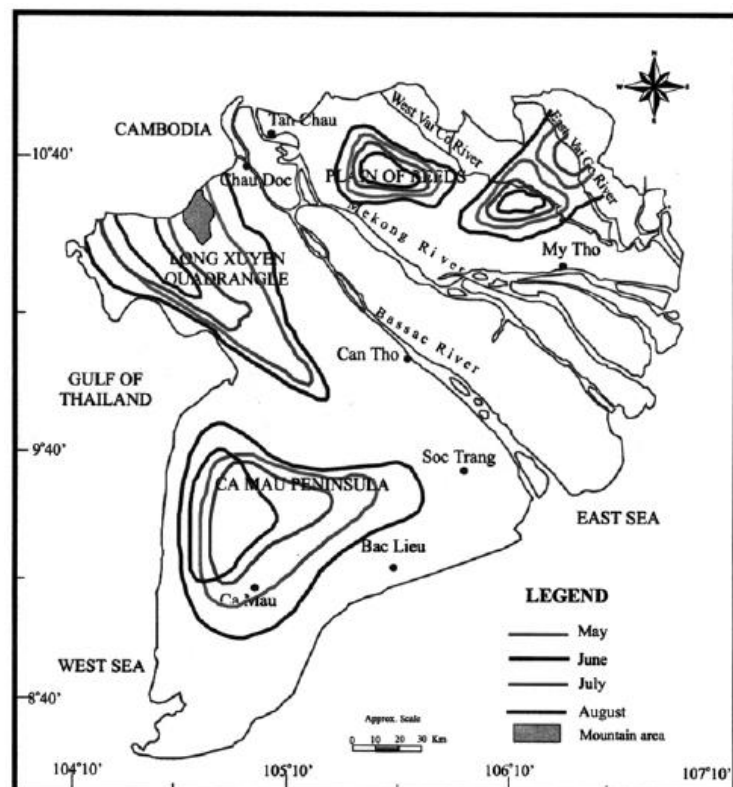 N
W
E
S
Tan Chau
CAMBODIA
West Vai Co River
East Vai Co River
10°40'
Chau Doc
PLAIN OF REEDS
Mekong River
My Tho
LONG XUYEN
QUADRANGLE
Bassac River
Can Tho
GULF OF
THAILAND
9°40'
Soc Trang
CA MAU PENINSULA
EAST SEA
Bac Lieu
Ca Mau
LEGEND
May
June
July
August
Mountain area
WEST SEA
8°40'
Approx. Scale
0 10 20 30 Km
104°10'
105°10'
106°10'
107°10'